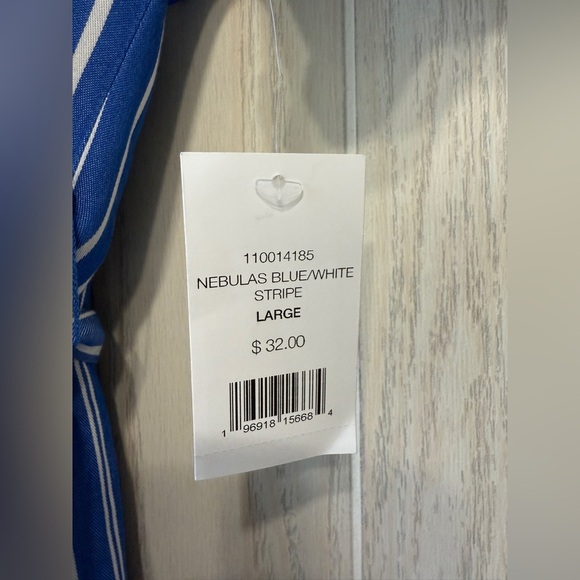 110014185
NEBULAS BLUE/WHITE
STRIPE
LARGE
$ 32.00
1 96918 15668 4